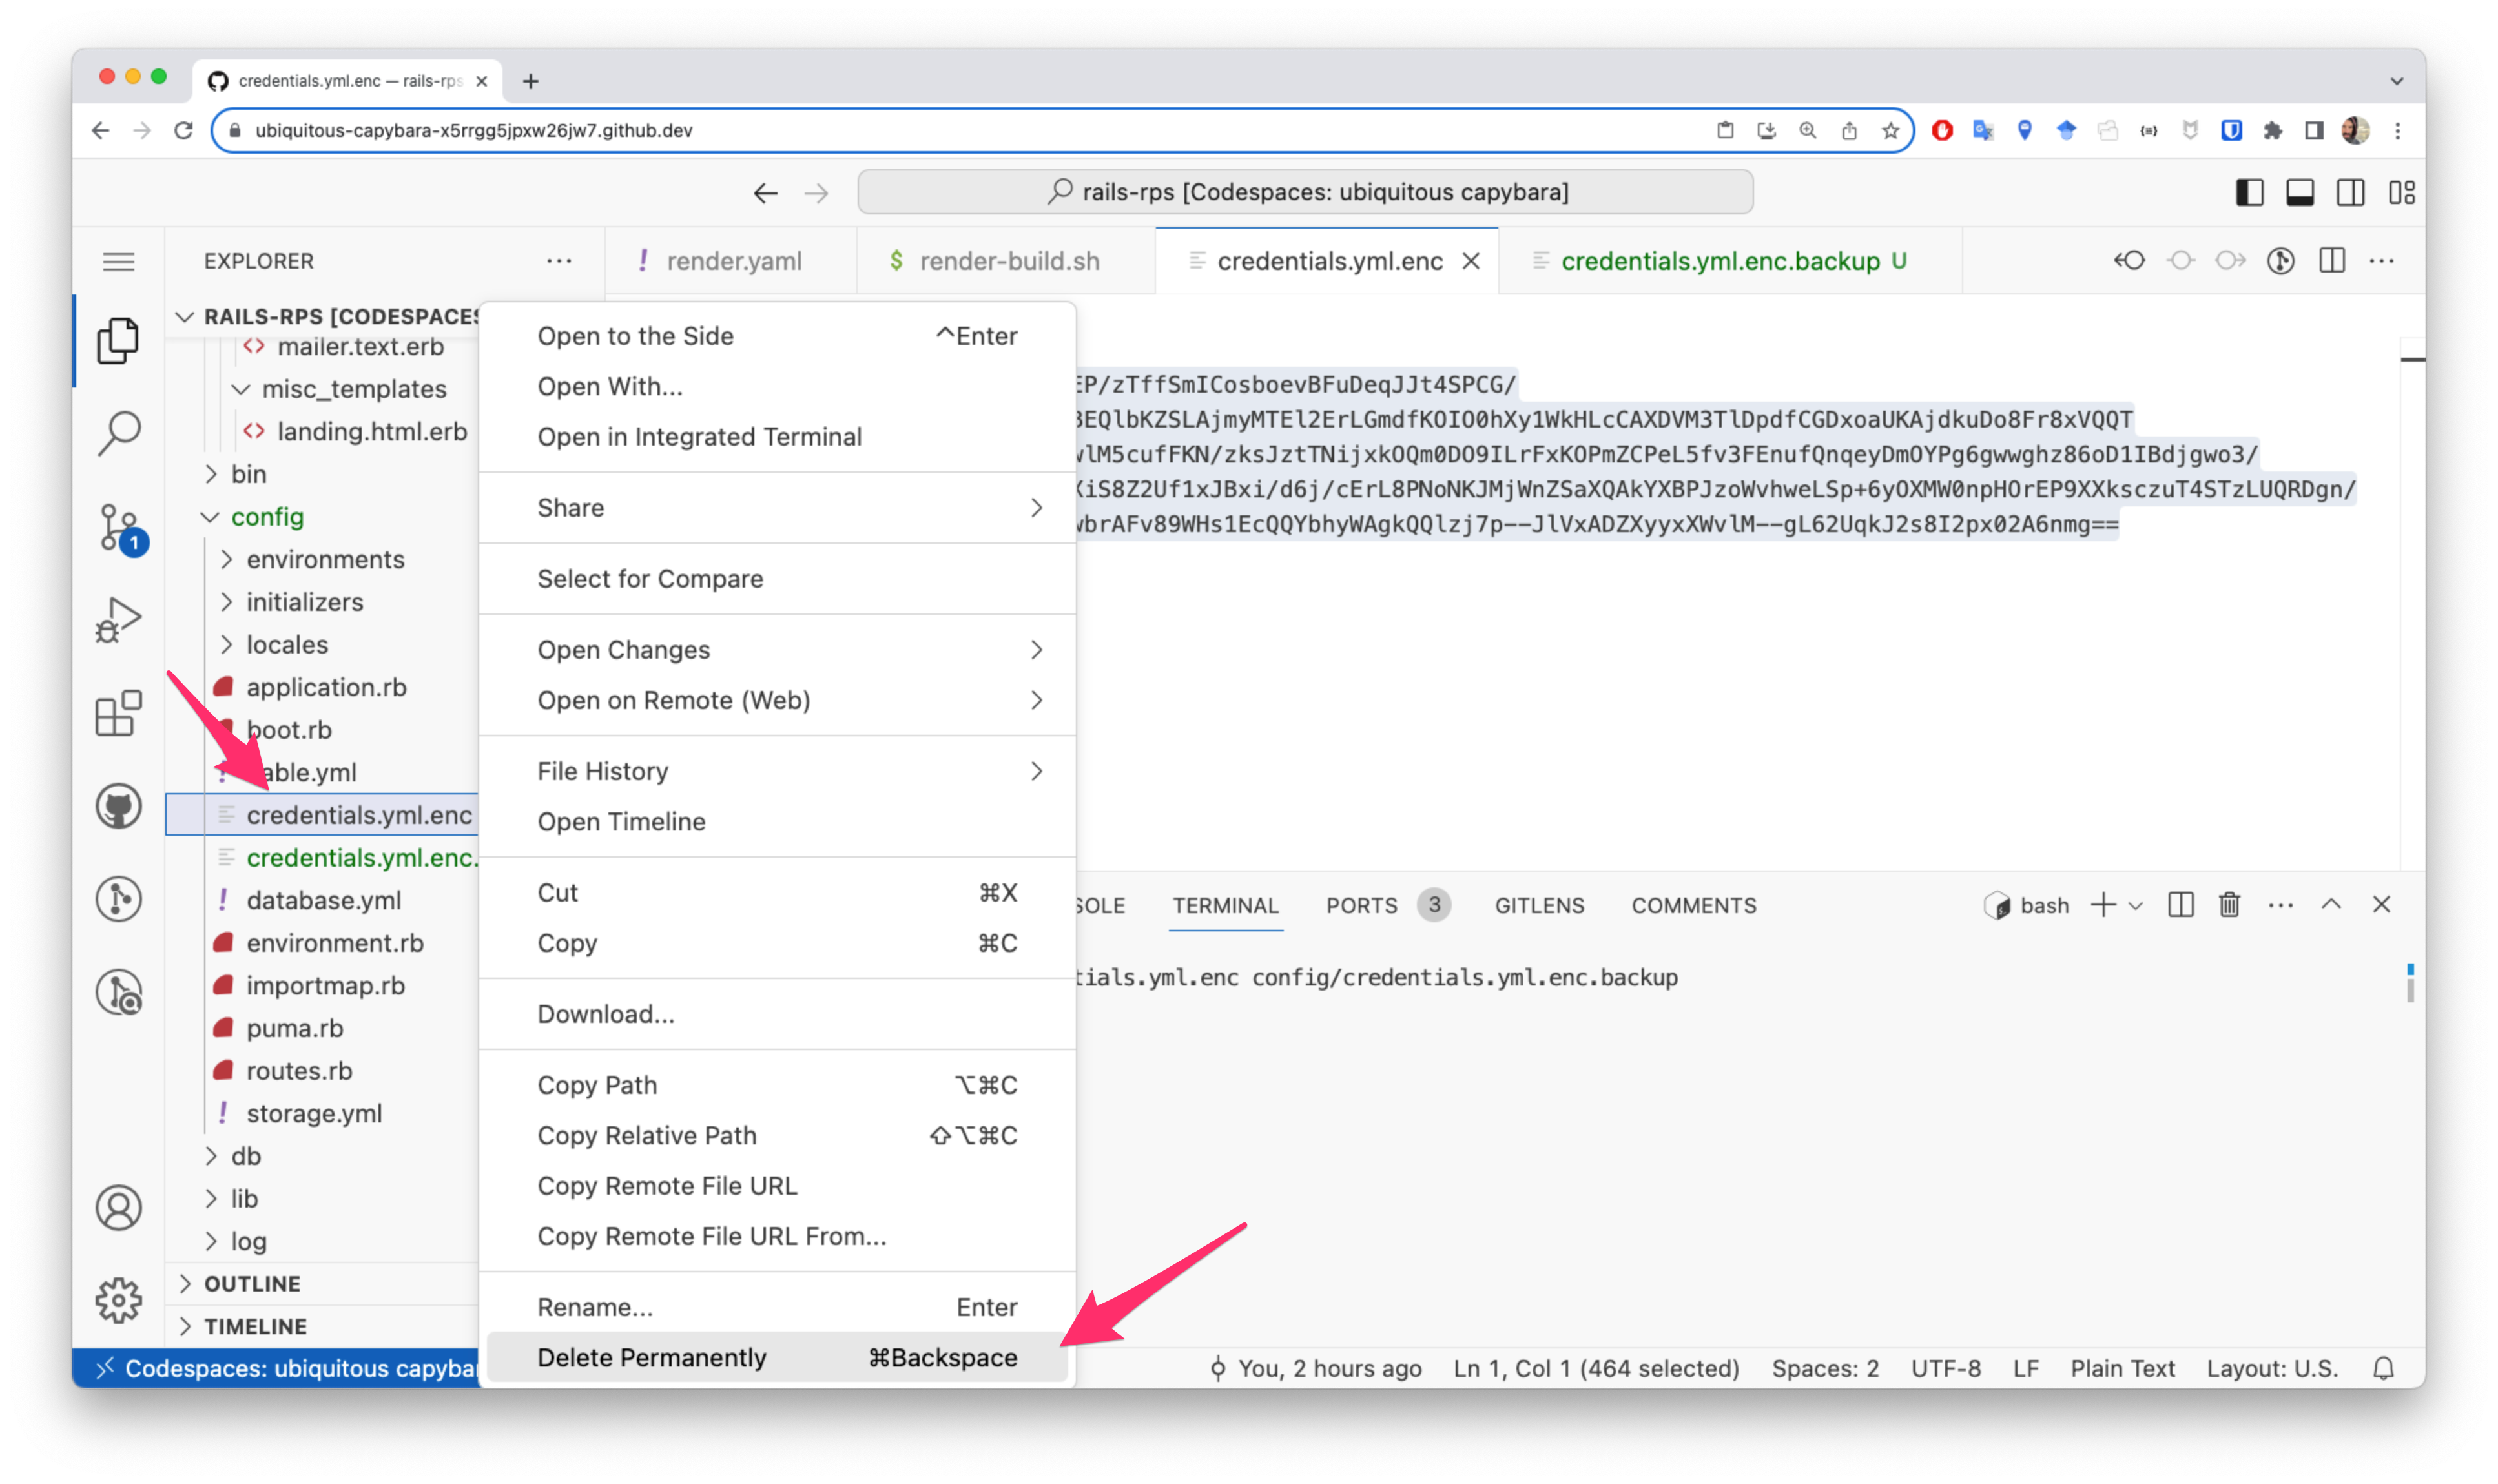 credentials.yml.enc — rails-rps
ubiquitous-capybara-x5rrgg5jpxw26jw7.github.dev
rails-rps [Codespaces: ubiquitous capybara]
EXPLORER
! render.yaml
$ render-build.sh
credentials.yml.enc
credentials.yml.enc.backup U
RAILS-RPS [CODESPACES
mailer.text.erb
misc_templates
landing.html.erb
bin
config
environments
initializers
locales
application.rb
boot.rb
able.yml
credentials.yml.enc
credentials.yml.enc.
! database.yml
environment.rb
importmap.rb
puma.rb
routes.rb
! storage.yml
db
lib
log
OUTLINE
TIMELINE
1
Open to the Side ^Enter
Open With...
Open in Integrated Terminal
Share
Select for Compare
Open Changes
Open on Remote (Web)
File History
Open Timeline
Cut ⌘X
Copy ⌘C
Download...
Copy Path ⌥⌘C
Copy Relative Path ⇧⌥⌘C
Copy Remote File URL
Copy Remote File URL From...
Rename... Enter
Delete Permanently ⌘Backspace
EP/zTffSmICosboevBFuDeqJJt4SPCG/
BEQlbKZSLAjmyMTEl2ErLGmdfKOIO0hXy1WkHLcCAXDVM3TlDpdfCGDxoaUKAjdkuDo8Fr8xVQQT
wlM5cufFKN/zksJztTNijxkOQm0DO9ILrFxKOPmZCPeL5fv3FEnufQnqeyDmOYPg6gwwghz86oD1IBdjgwo3/
XiS8Z2Uf1xJBxi/d6j/cErL8PNoNKJMjWnZSaXQAkYXBPJzoWvhweLSp+6yOXMW0npHOrEP9XXksczuT4STzLUQRDgn/
wbrAFv89WHs1EcQQYbhyWAgkQQlzj7p--JlVxADZXyyxXWvlM--gL62UqkJ2s8I2px02A6nmg==
SOLE TERMINAL PORTS 3 GITLENS COMMENTS
bash
tials.yml.enc config/credentials.yml.enc.backup
Codespaces: ubiquitous capybar
You, 2 hours ago Ln 1, Col 1 (464 selected) Spaces: 2 UTF-8 LF Plain Text Layout: U.S.